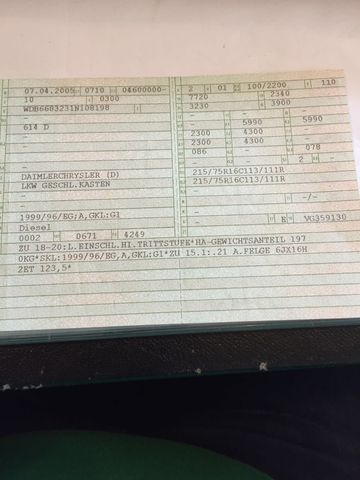 07.04.2005 0710 04600000-
10 0300
WDB6683231N108198
-
614 D
-
-
-
DAIMLERCHRYSLER (D)
LKW GESCHL.KASTEN
-
-
1999/96/EG;A,GKL:G1
Diesel
0002 0671 4249
2 01 100/2200 110
7720 2340
3230 3900
- -
- 5990 5990
2300 4300 -
2300 4300 -
086 - 078
- - 2 -
215/75R16C113/111R
215/75R16C113/111R
-
- -/-
-
- E VG359130
ZU 18-20:L.EINSCHL.HI.TRITTSTUFE*HA-GEWICHTSANTEIL 197
0KG*SKL:1999/96/EG;A,GKL:G1*ZU 15.1:.21 A.FELGE 6JX16H
2ET 123,5*